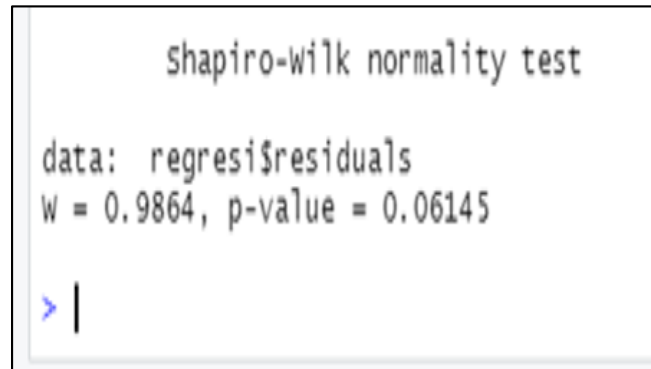 Shapiro-Wilk normality test
data: regresi$residuals
W = 0.9864, p-value = 0.06145
>